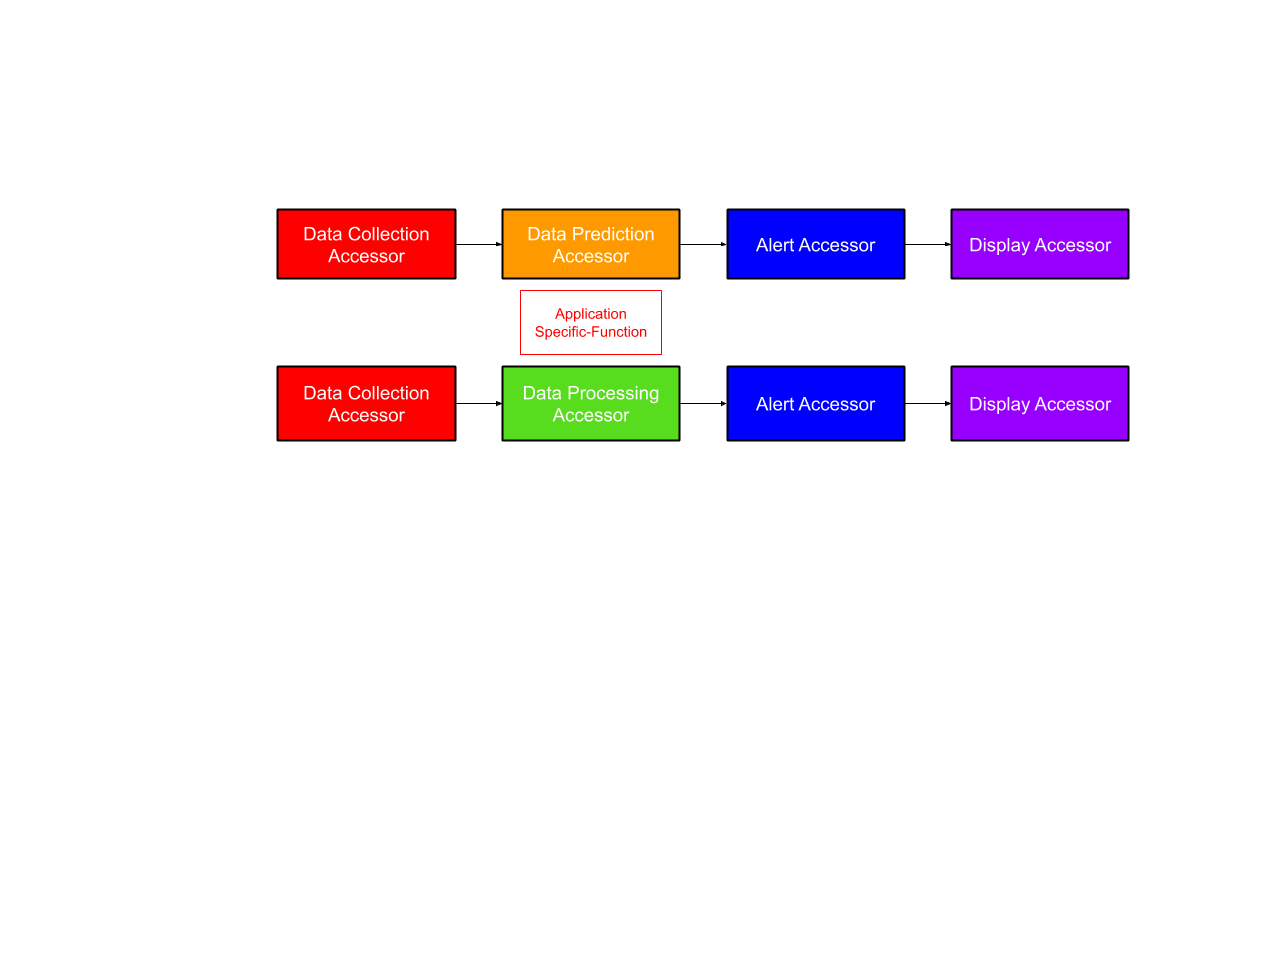 Data Collection
Accessor
Data Prediction
Accessor
Alert Accessor
Display Accessor
Application
Specific-Function
Data Collection
Accessor
Data Processing
Accessor
Alert Accessor
Display Accessor